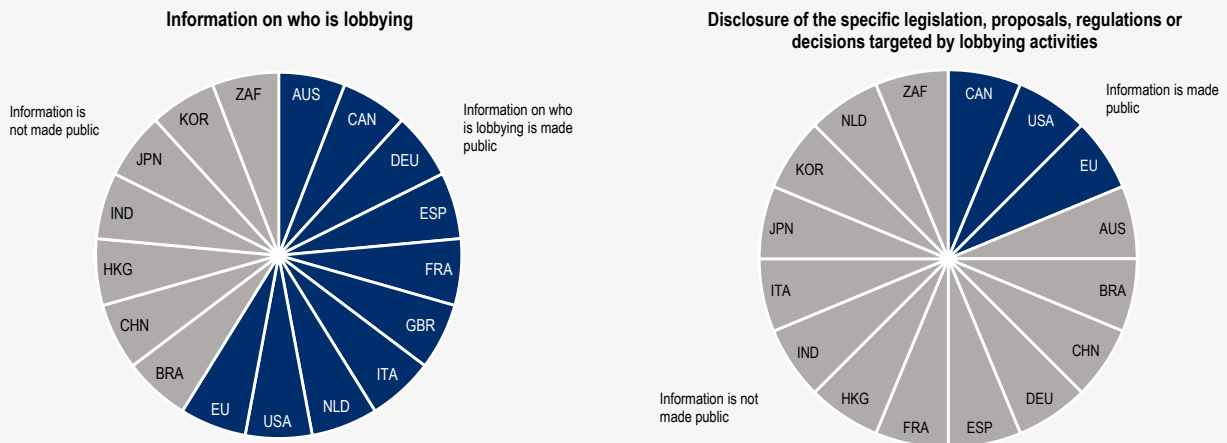 Information on who is lobbying
Information is
not made public
Information on who
is lobbying is made
public
AUS
CAN
DEU
ESP
FRA
GBR
ITA
NLD
USA
EU
BRA
CHN
HKG
IND
JPN
KOR
ZAF
Disclosure of the specific legislation, proposals, regulations or
decisions targeted by lobbying activities
Information is made
public
CAN
USA
EU
AUS
BRA
CHN
DEU
ESP
FRA
HKG
IND
ITA
JPN
KOR
NLD
ZAF
Information is not
made public